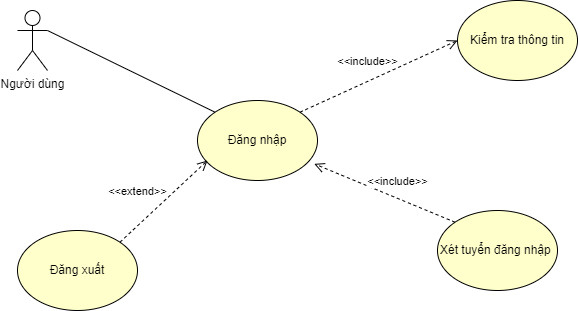 Kiểm tra thông tin
<<include>>
Người dùng
Đăng nhập
<<extend>>
<<include>>
Xét tuyển đăng nhập
Đăng xuất